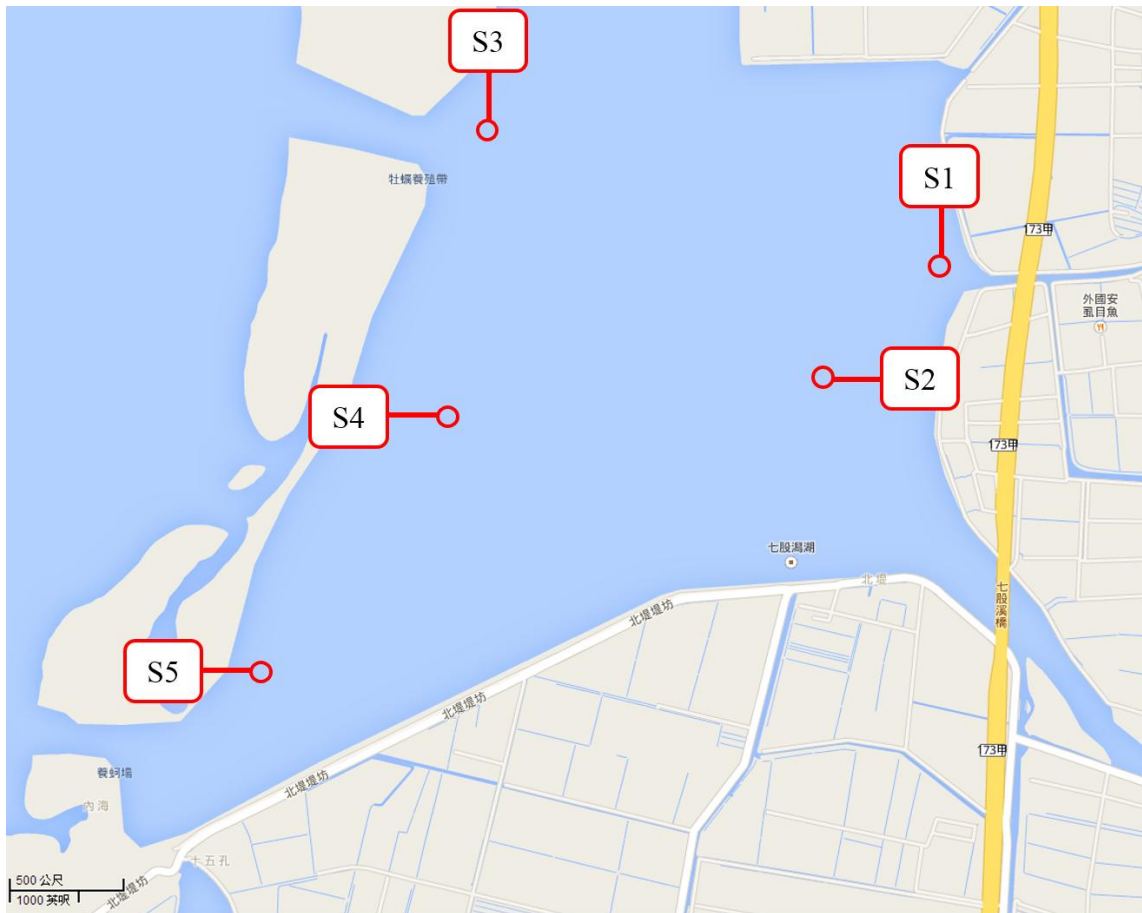 S3
牡蠣養殖帶
S1
173甲
外國安
虱目魚
S2
S4
173甲
七股潟湖
北堤
七股溪橋
北堤堤坊
S5
北堤堤坊
173甲
養蚵場
北堤堤坊
內海
十五孔
500 公尺
1000 英呎
北堤堤坊